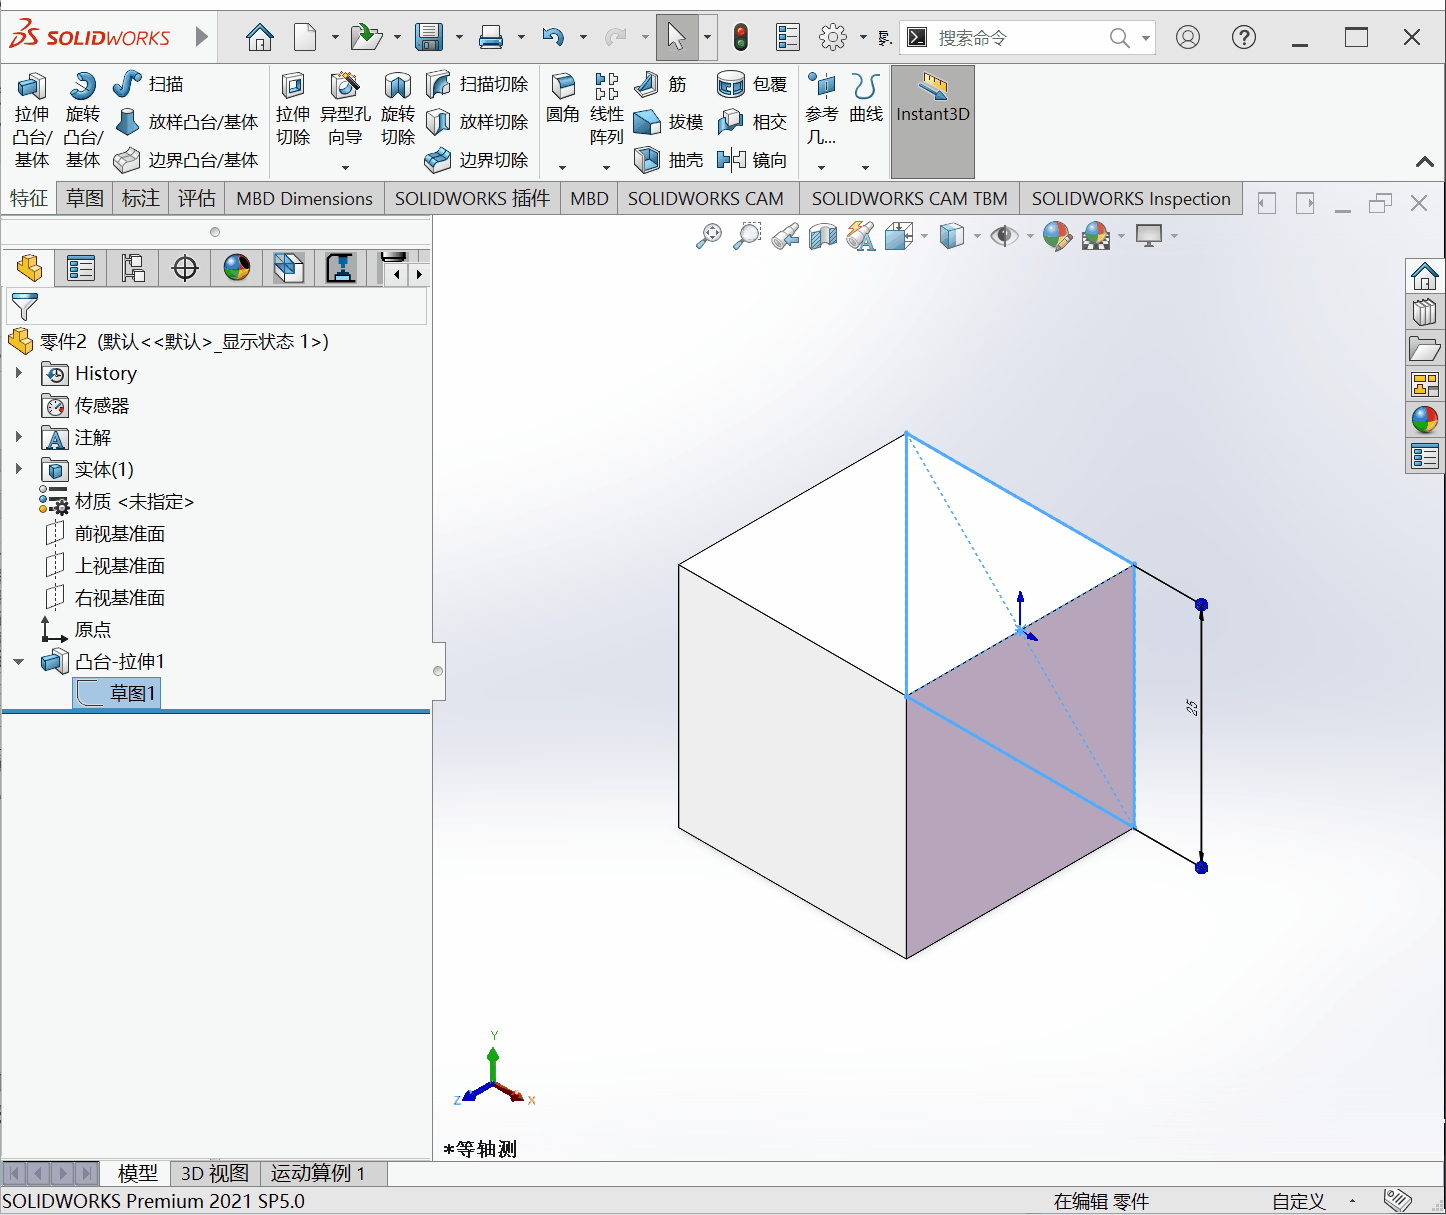 SOLIDWORKS
零.
搜索命令
拉伸凸台/基体
旋转凸台/基体
扫描
放样凸台/基体
边界凸台/基体
拉伸切除
异型孔向导
旋转切除
扫描切除
放样切除
边界切除
圆角
线性阵列
筋
拔模
抽壳
包覆
相交
镜向
参考几...
曲线
Instant3D
特征
草图
标注
评估
MBD Dimensions
SOLIDWORKS 插件
MBD
SOLIDWORKS CAM
SOLIDWORKS CAM TBM
SOLIDWORKS Inspection
零件2 (默认<<默认>_显示状态 1>)
History
传感器
注解
实体(1)
材质 <未指定>
前视基准面
上视基准面
右视基准面
原点
凸台-拉伸1
草图1
25
Y
Z
X
*等轴测
模型
3D 视图
运动算例 1
SOLIDWORKS Premium 2021 SP5.0
在编辑 零件
自定义